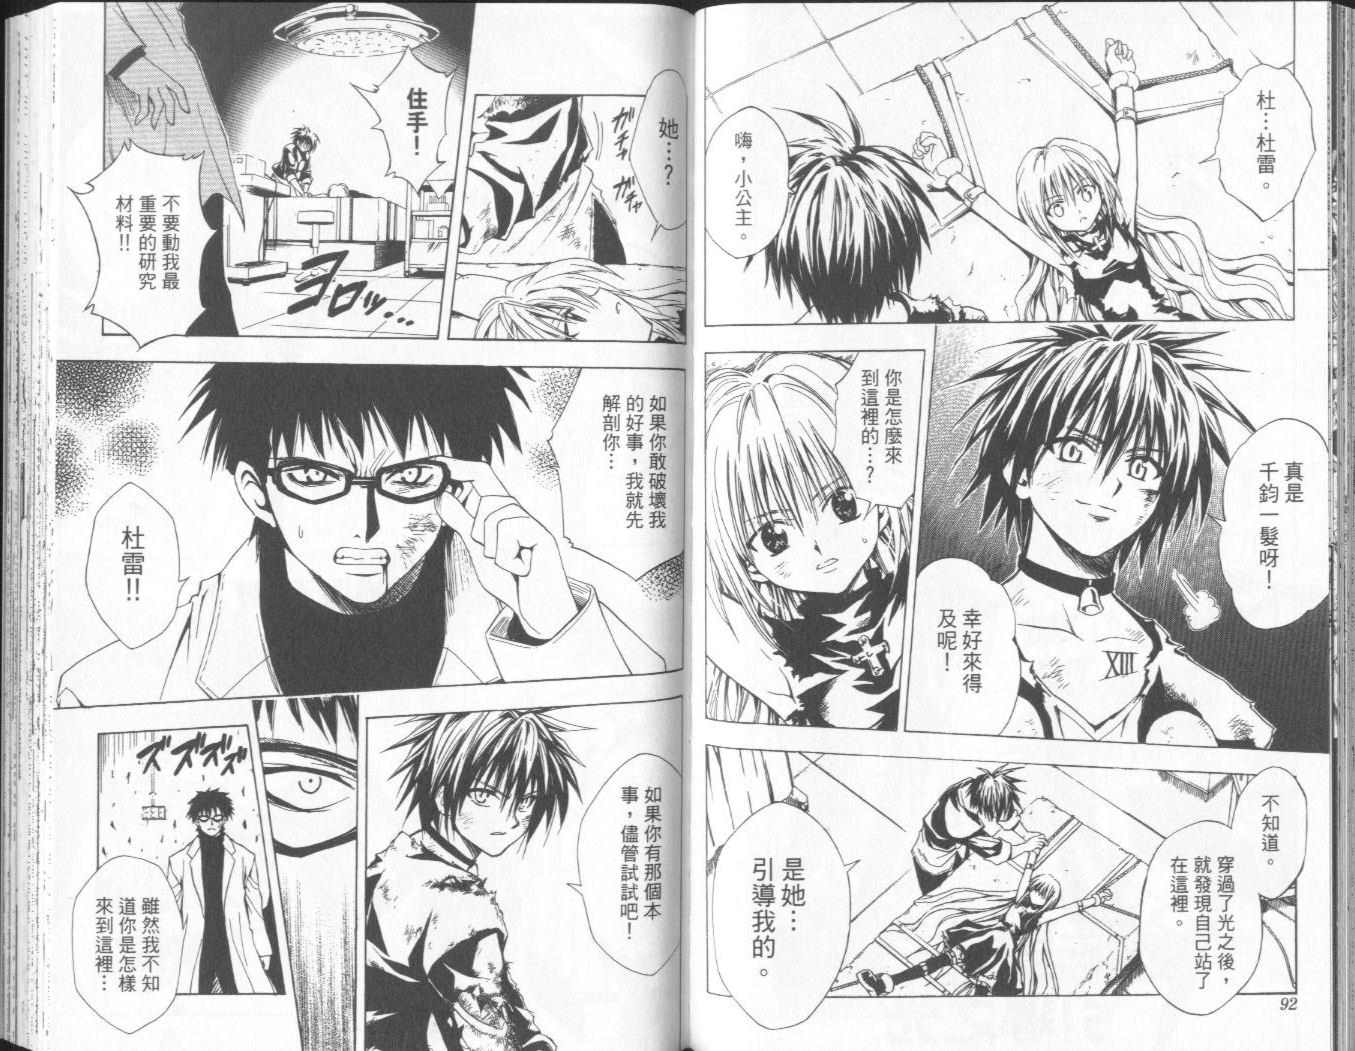 杜…杜雷。
嗨，小公主。
真是
千鈞一髮呀！
幸好來得
及呢！
XIII
你是怎麼來
到這裡的…？
不知道。
穿過了光之後，
就發現自己站了
在這裡。
是她…
引導我的。
92
她…？
ガチャ
ガチャ
住手！
不要動我最
重要的研究
材料!!
ヨロッ…
如果你敢破壞我
的好事，我就先
解剖你…
杜雷!!
如果你有那個本
事，儘管試試吧！
ズズズズ
雖然我不知
道你是怎樣
來到這裡…